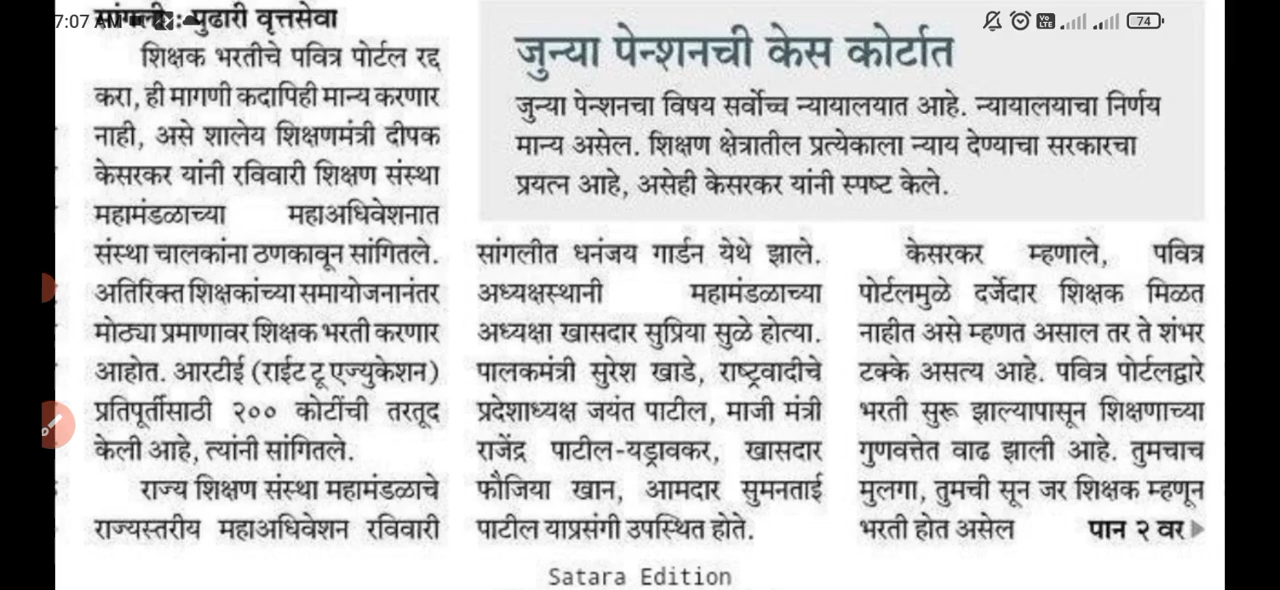 7:07 AM
74
सांगली : पुढारी वृत्तसेवा
शिक्षक भरतीचे पवित्र पोर्टल रद्द
करा, ही मागणी कदापिही मान्य करणार
नाही, असे शालेय शिक्षणमंत्री दीपक
केसरकर यांनी रविवारी शिक्षण संस्था
महामंडळाच्या महाअधिवेशनात
संस्था चालकांना ठणकावून सांगितले.
अतिरिक्त शिक्षकांच्या समायोजनानंतर
मोठ्या प्रमाणावर शिक्षक भरती करणार
आहोत. आरटीई (राईट टू एज्युकेशन)
प्रतिपूर्तीसाठी २०० कोटींची तरतूद
केली आहे, त्यांनी सांगितले.
राज्य शिक्षण संस्था महामंडळाचे
राज्यस्तरीय महाअधिवेशन रविवारी
जुन्या पेन्शनची केस कोर्टात
जुन्या पेन्शनचा विषय सर्वोच्च न्यायालयात आहे. न्यायालयाचा निर्णय
मान्य असेल. शिक्षण क्षेत्रातील प्रत्येकाला न्याय देण्याचा सरकारचा
प्रयत्न आहे, असेही केसरकर यांनी स्पष्ट केले.
सांगलीत धनंजय गार्डन येथे झाले.
अध्यक्षस्थानी महामंडळाच्या
अध्यक्षा खासदार सुप्रिया सुळे होत्या.
पालकमंत्री सुरेश खाडे, राष्ट्रवादीचे
प्रदेशाध्यक्ष जयंत पाटील, माजी मंत्री
राजेंद्र पाटील-यड्रावकर, खासदार
फौजिया खान, आमदार सुमनताई
पाटील याप्रसंगी उपस्थित होते.
केसरकर म्हणाले, पवित्र
पोर्टलमुळे दर्जेदार शिक्षक मिळत
नाहीत असे म्हणत असाल तर ते शंभर
टक्के असत्य आहे. पवित्र पोर्टलद्वारे
भरती सुरू झाल्यापासून शिक्षणाच्या
गुणवत्तेत वाढ झाली आहे. तुमचाच
मुलगा, तुमची सून जर शिक्षक म्हणून
भरती होत असेल पान २ वर
Satara Edition